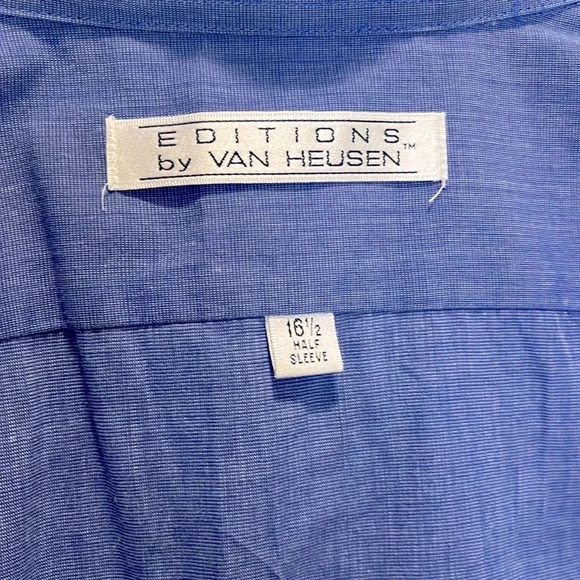 EDITIONS
by VAN HEUSEN™
16½
HALF
SLEEVE